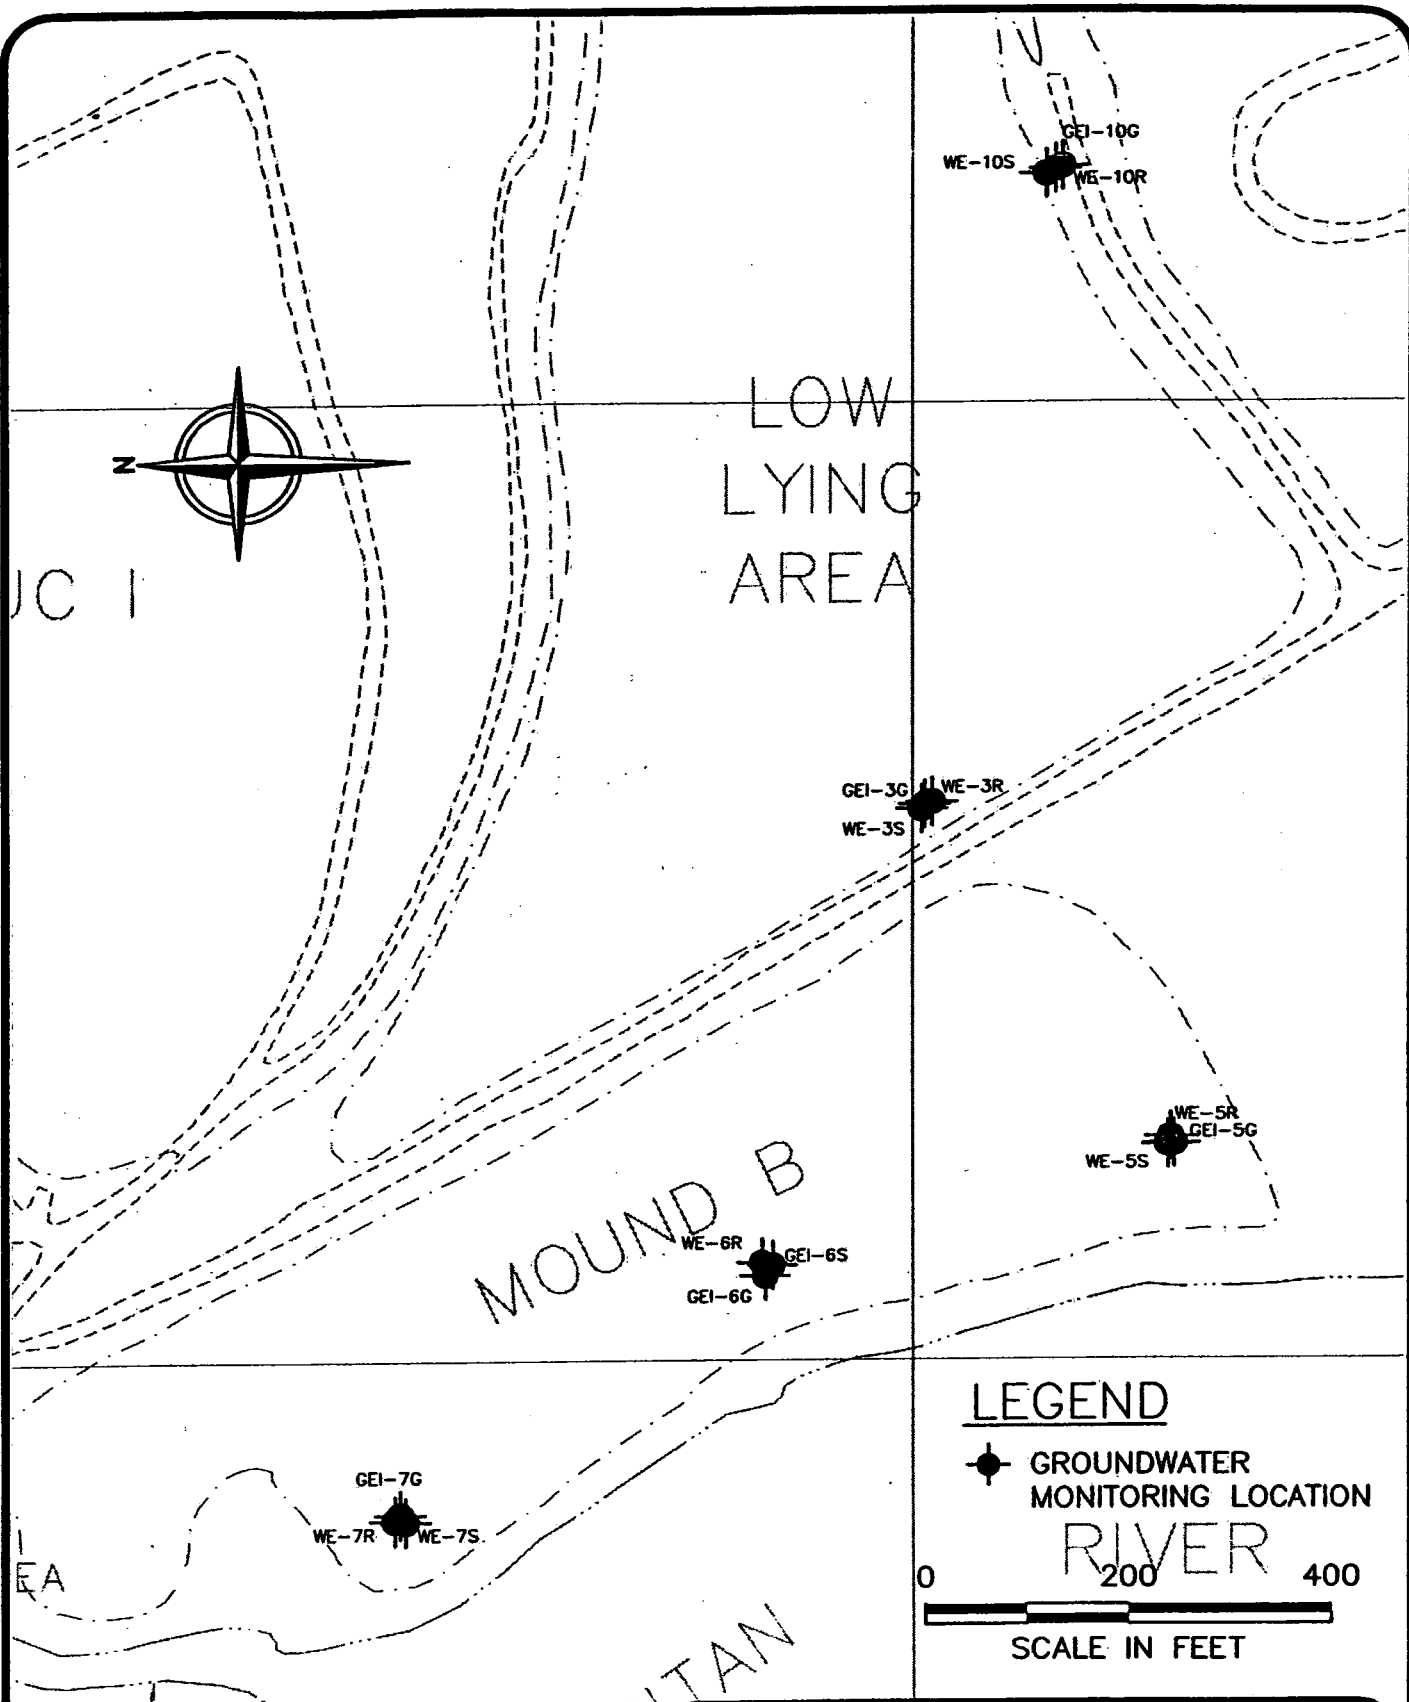 GEI-10G
WE-10S
WE-10R
LOW
LYING
AREA
N
UC I
GEI-3G
WE-3R
WE-3S
WE-5R
GEI-5G
WE-5S
MOUND B
WE-6R
GEI-6S
GEI-6G
LEGEND
GROUNDWATER
MONITORING LOCATION
GEI-7G
WE-7R
WE-7S
RIVER
EA
0 200 400
SCALE IN FEET
NTAN